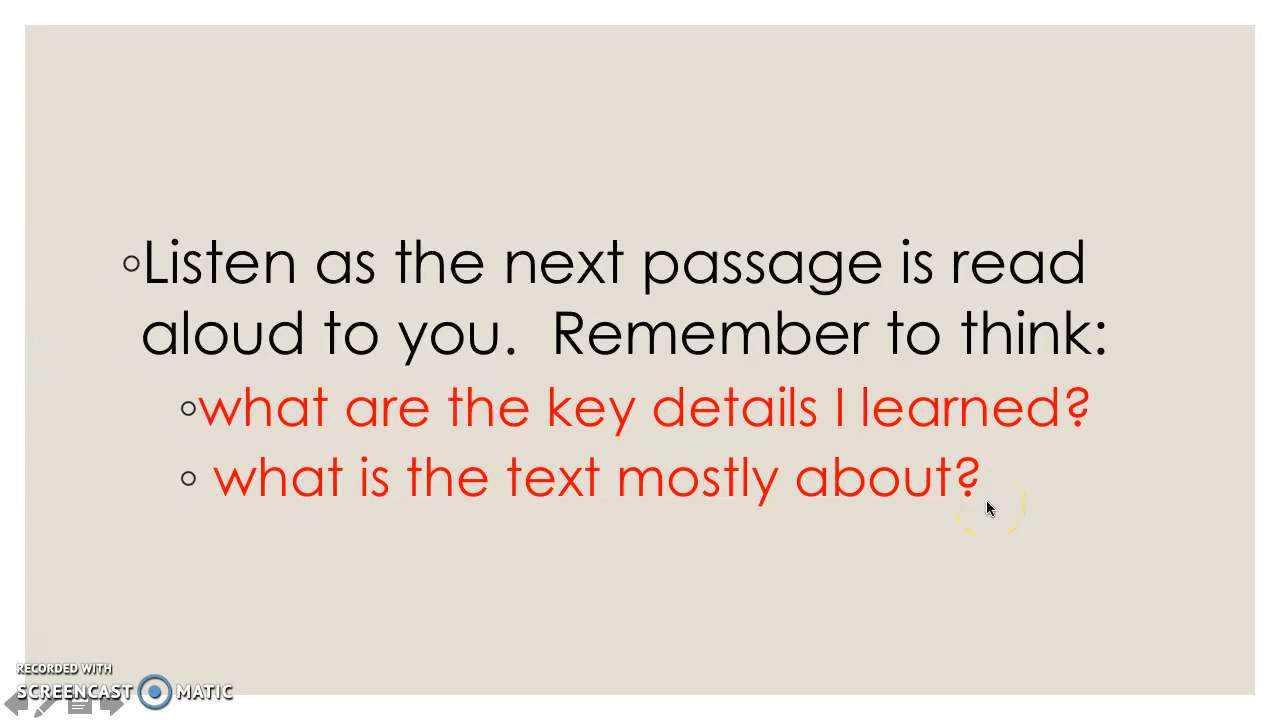 ◦Listen as the next passage is read
aloud to you.  Remember to think:
◦what are the key details I learned?
◦ what is the text mostly about?
RECORDED WITH
SCREENCAST MATIC